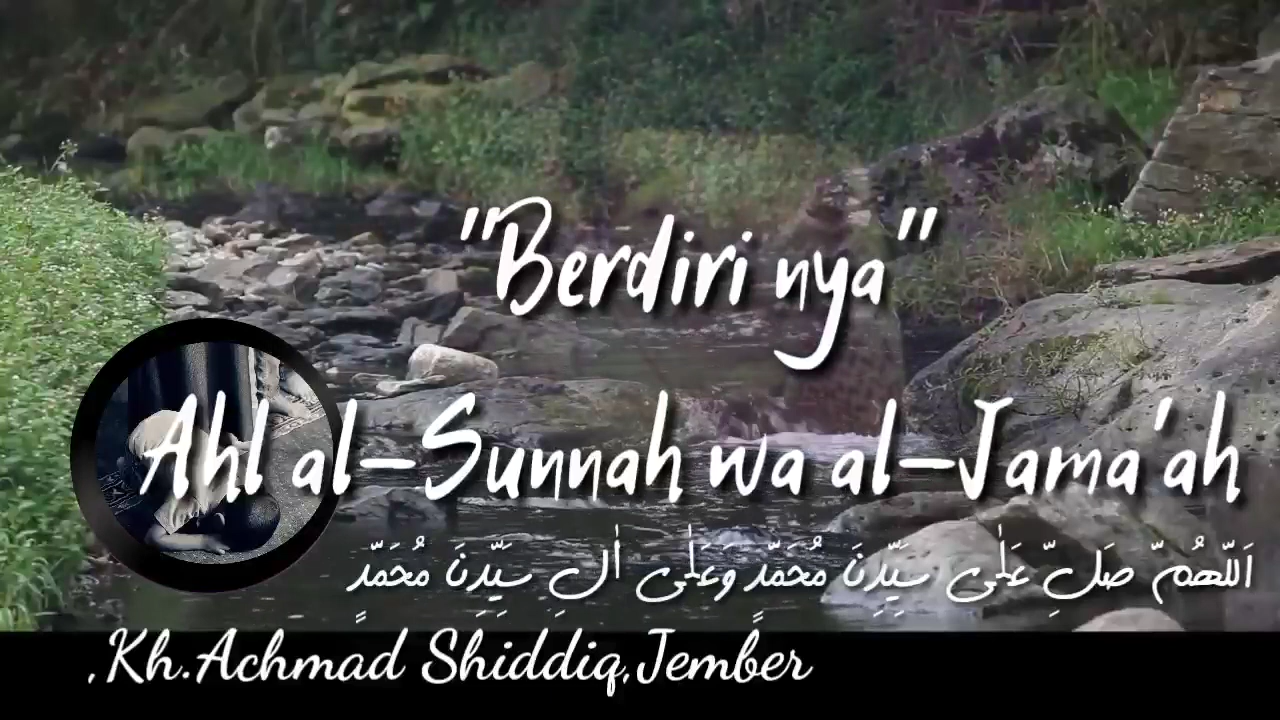 "Berdiri nya"
Ahl al-Sunnah wa al-Jama'ah
اَللّٰهُمّ صَلِّ عَلٰى سَيِّدِنَا مُحَمَّدٍ وَعَلٰى اٰلِ سَيِّدِنَا مُحَمَّدٍ
,Kh.Achmad Shiddiq,Jember